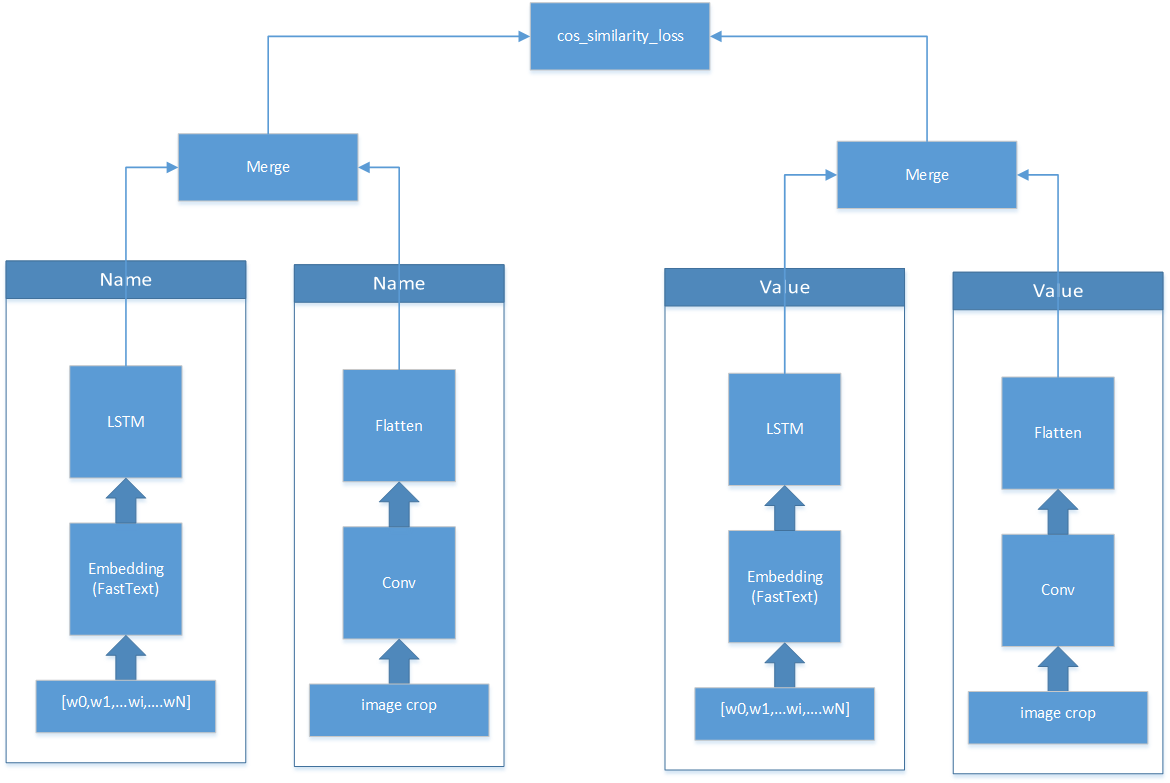 cos_similarity_loss
Merge
Merge
Name
Name
Value
Value
LSTM
Flatten
LSTM
Flatten
Embedding
(FastText)
Conv
Embedding
(FastText)
Conv
[w0,w1,...wi,....wN]
image crop
[w0,w1,...wi,....wN]
image crop